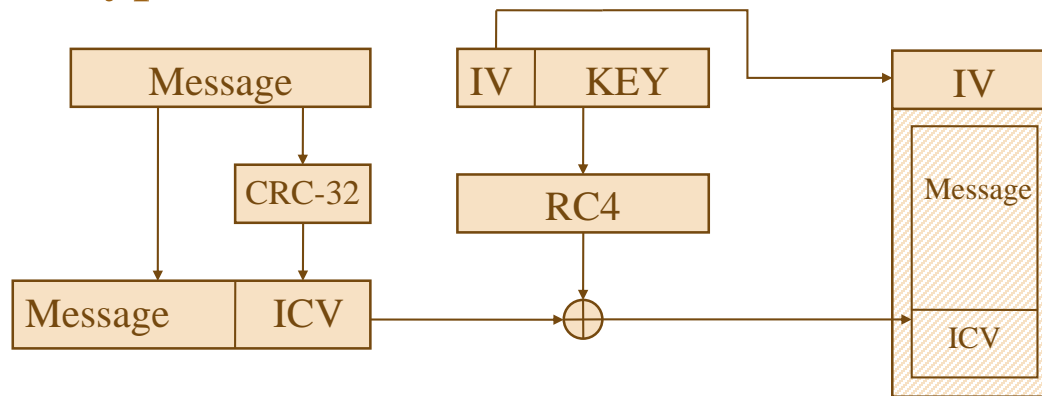 Message
IV KEY
IV
CRC-32
RC4
Message
Message ICV
ICV